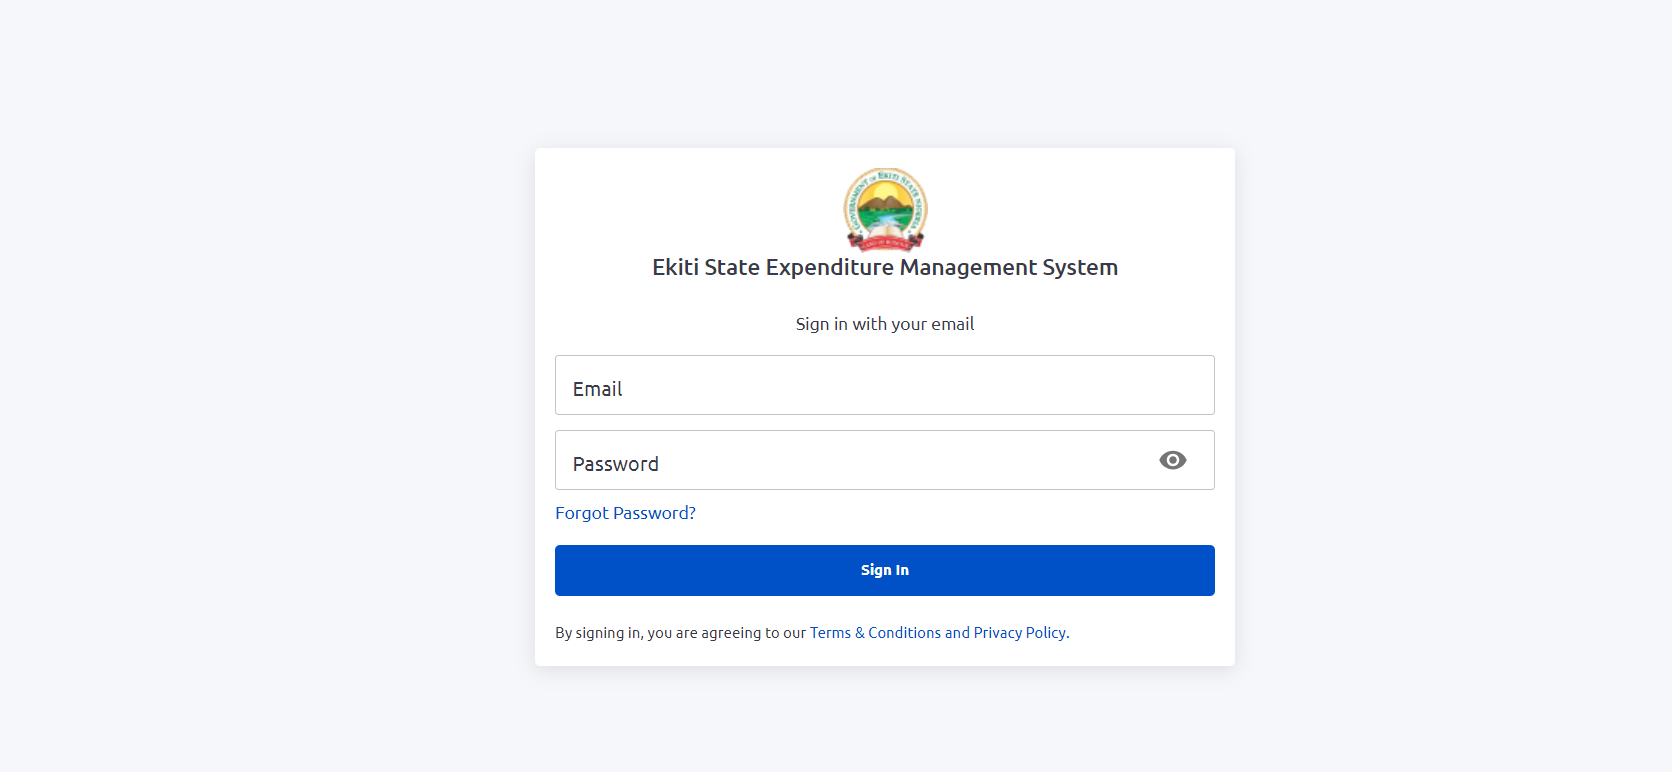 GOVERNMENT OF EKITI STATE NIGERIA
Ekiti State Expenditure Management System
Sign in with your email
Email
Password
Forgot Password?
Sign In
By signing in, you are agreeing to our Terms & Conditions and Privacy Policy.